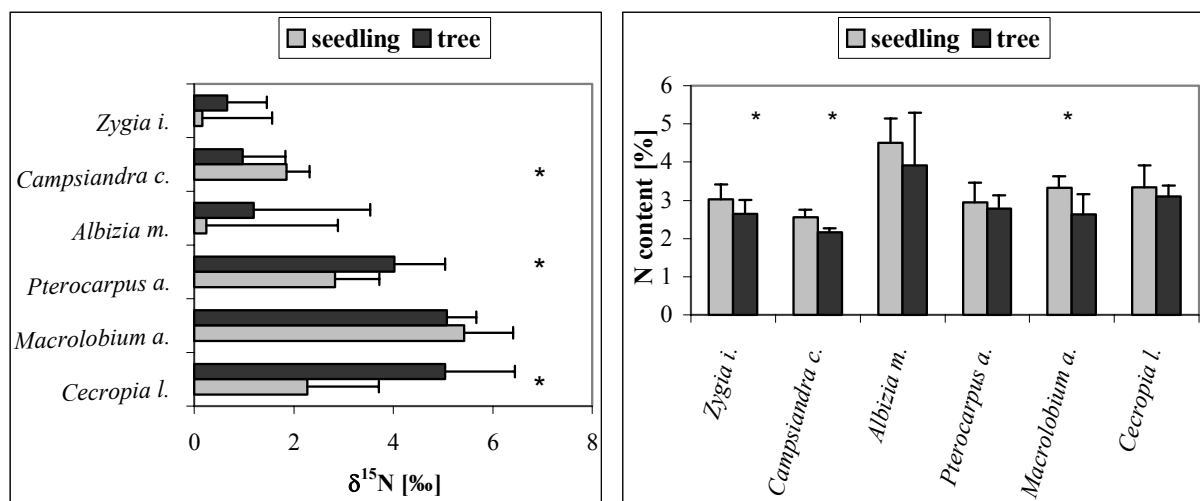 seedling tree
Zygia i.
Campsiandra c.
*
Albizia m.
Pterocarpus a.
*
Macrolobium a.
Cecropia l.
*
0 2 4 6 8
δ¹⁵N [‰]
seedling tree
N content [%]
6
5
4
3
2
1
0
* * *
Zygia i.
Campsiandra c.
Albizia m.
Pterocarpus a.
Macrolobium a.
Cecropia l.